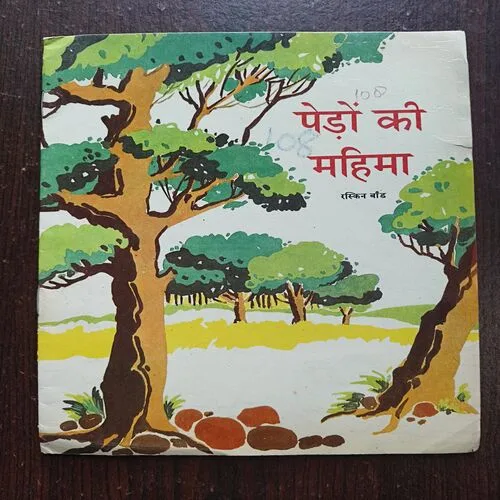 108
पेड़ों की
108
महिमा
रस्किन बौंड